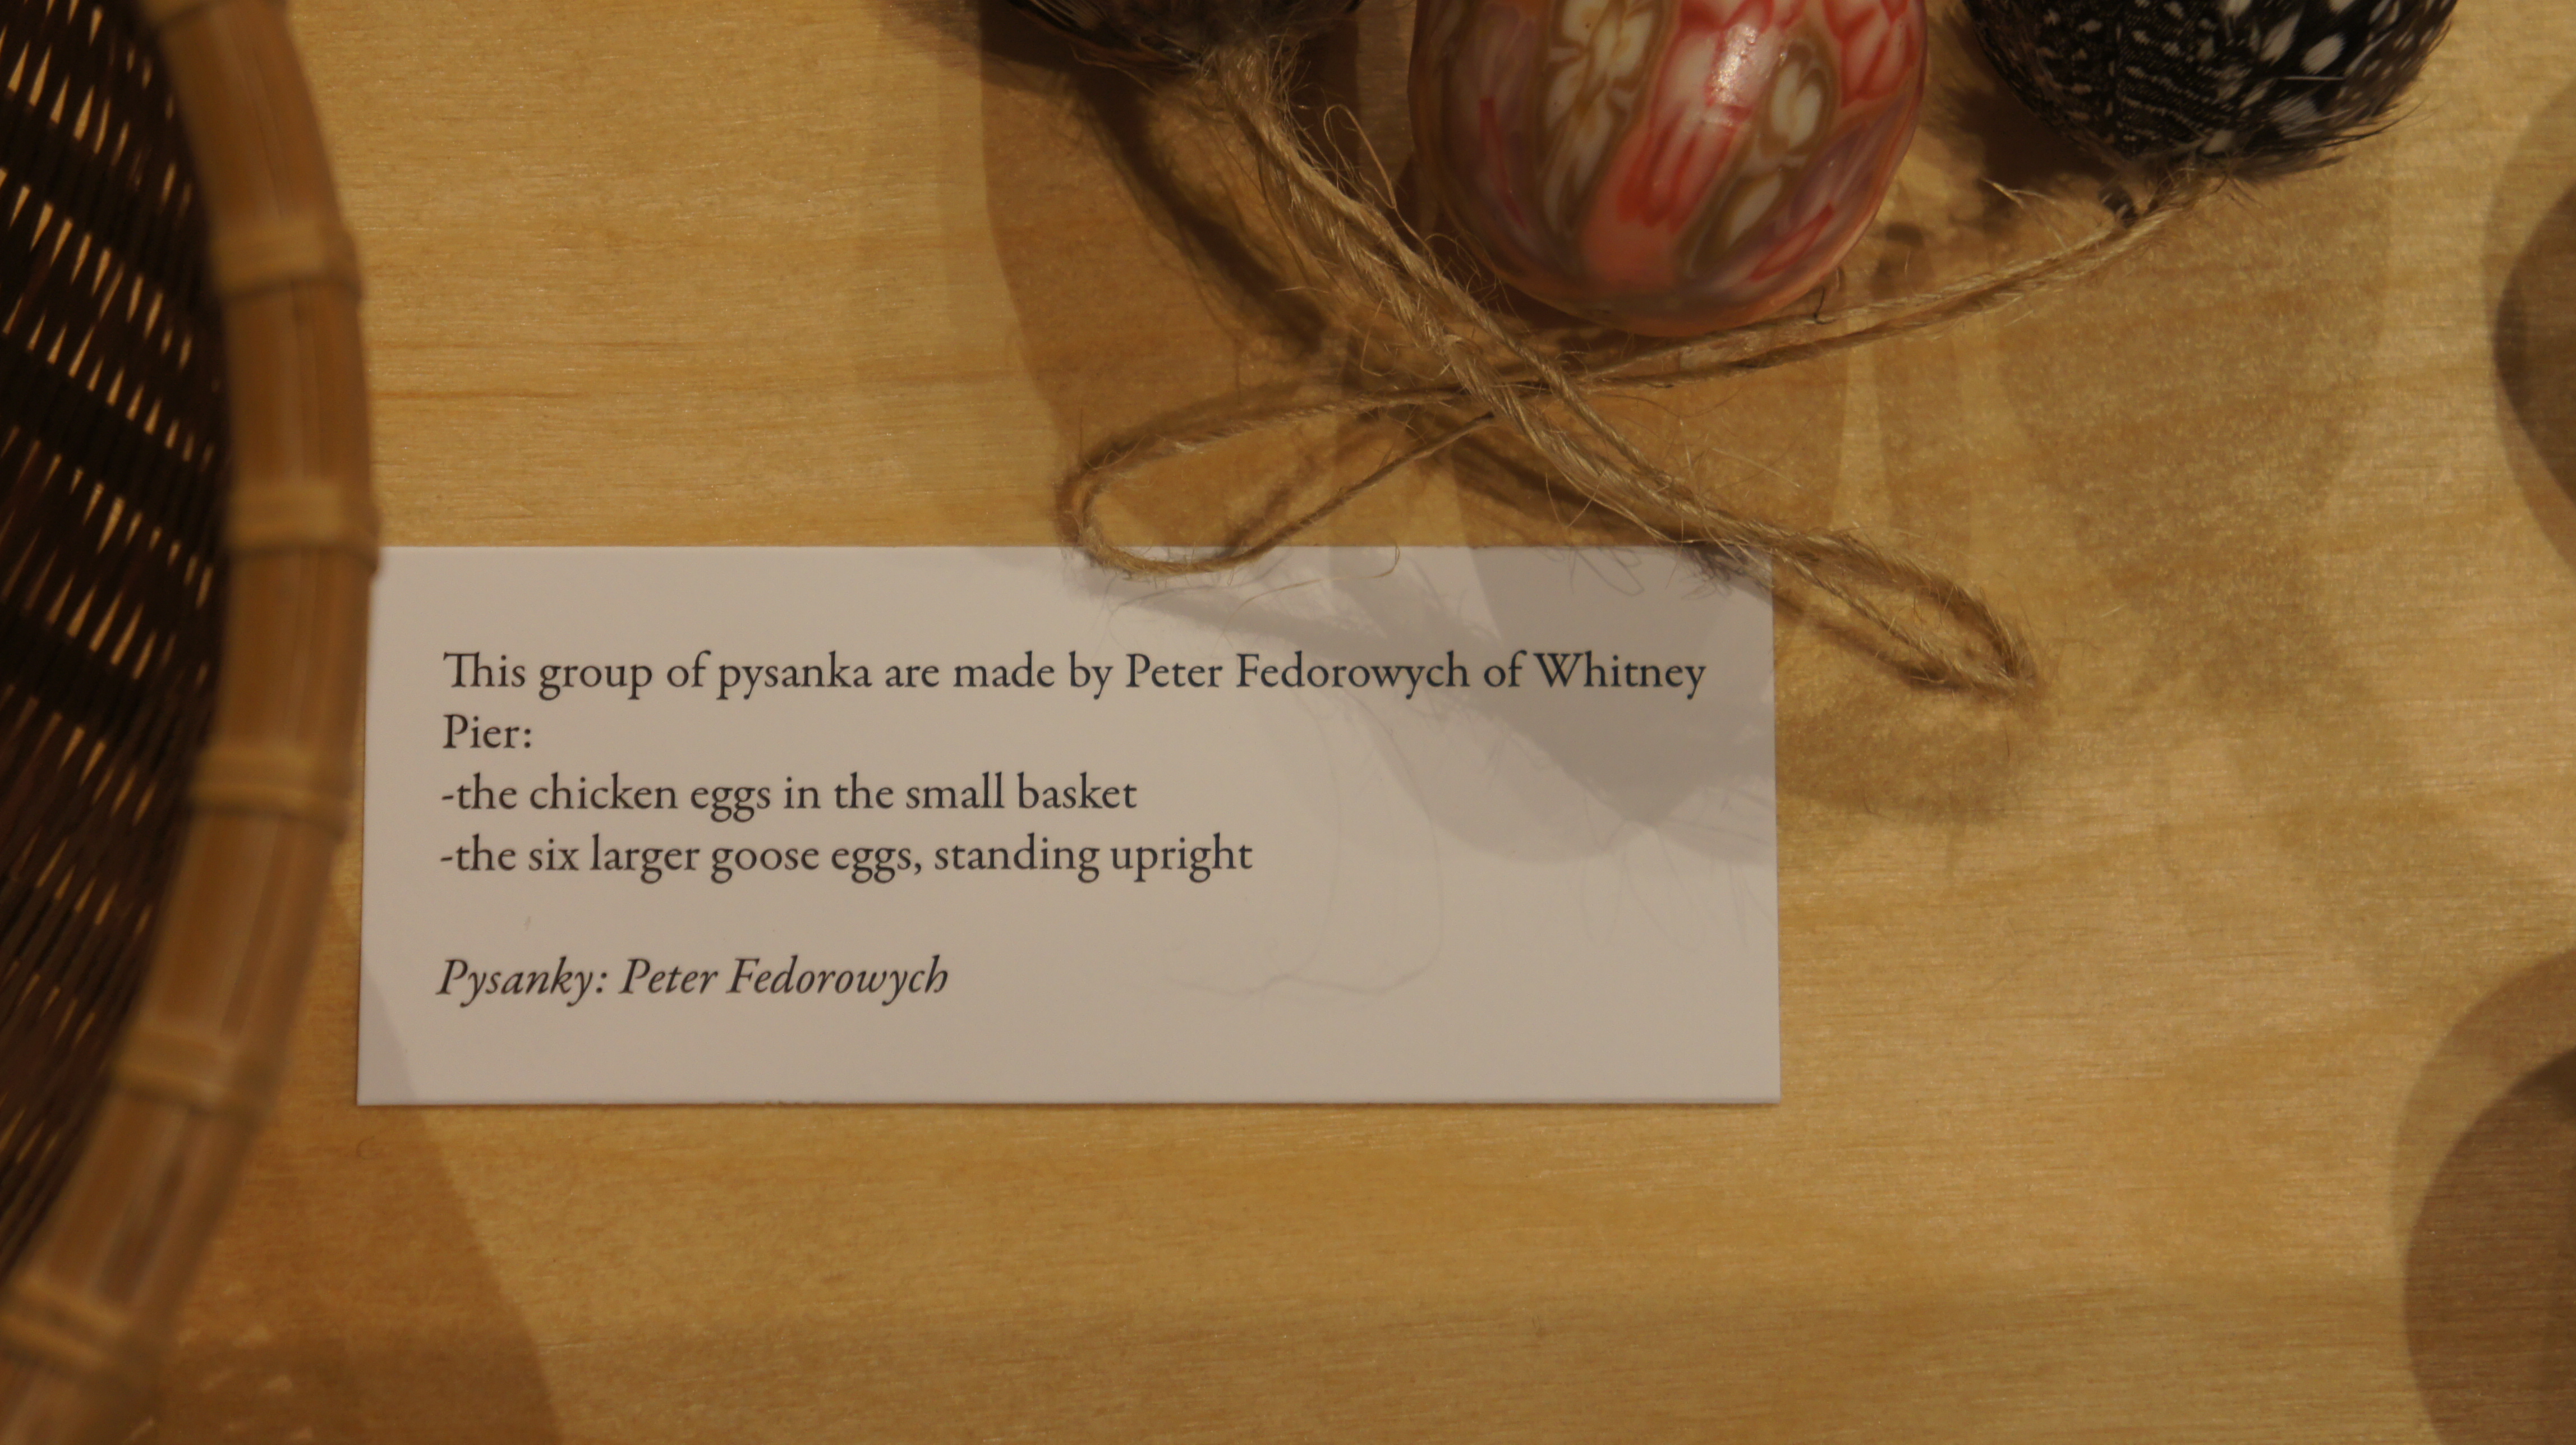 This group of pysanka are made by Peter Fedorowych of Whitney
Pier:
-the chicken eggs in the small basket
-the six larger goose eggs, standing upright
Pysanky: Peter Fedorowych